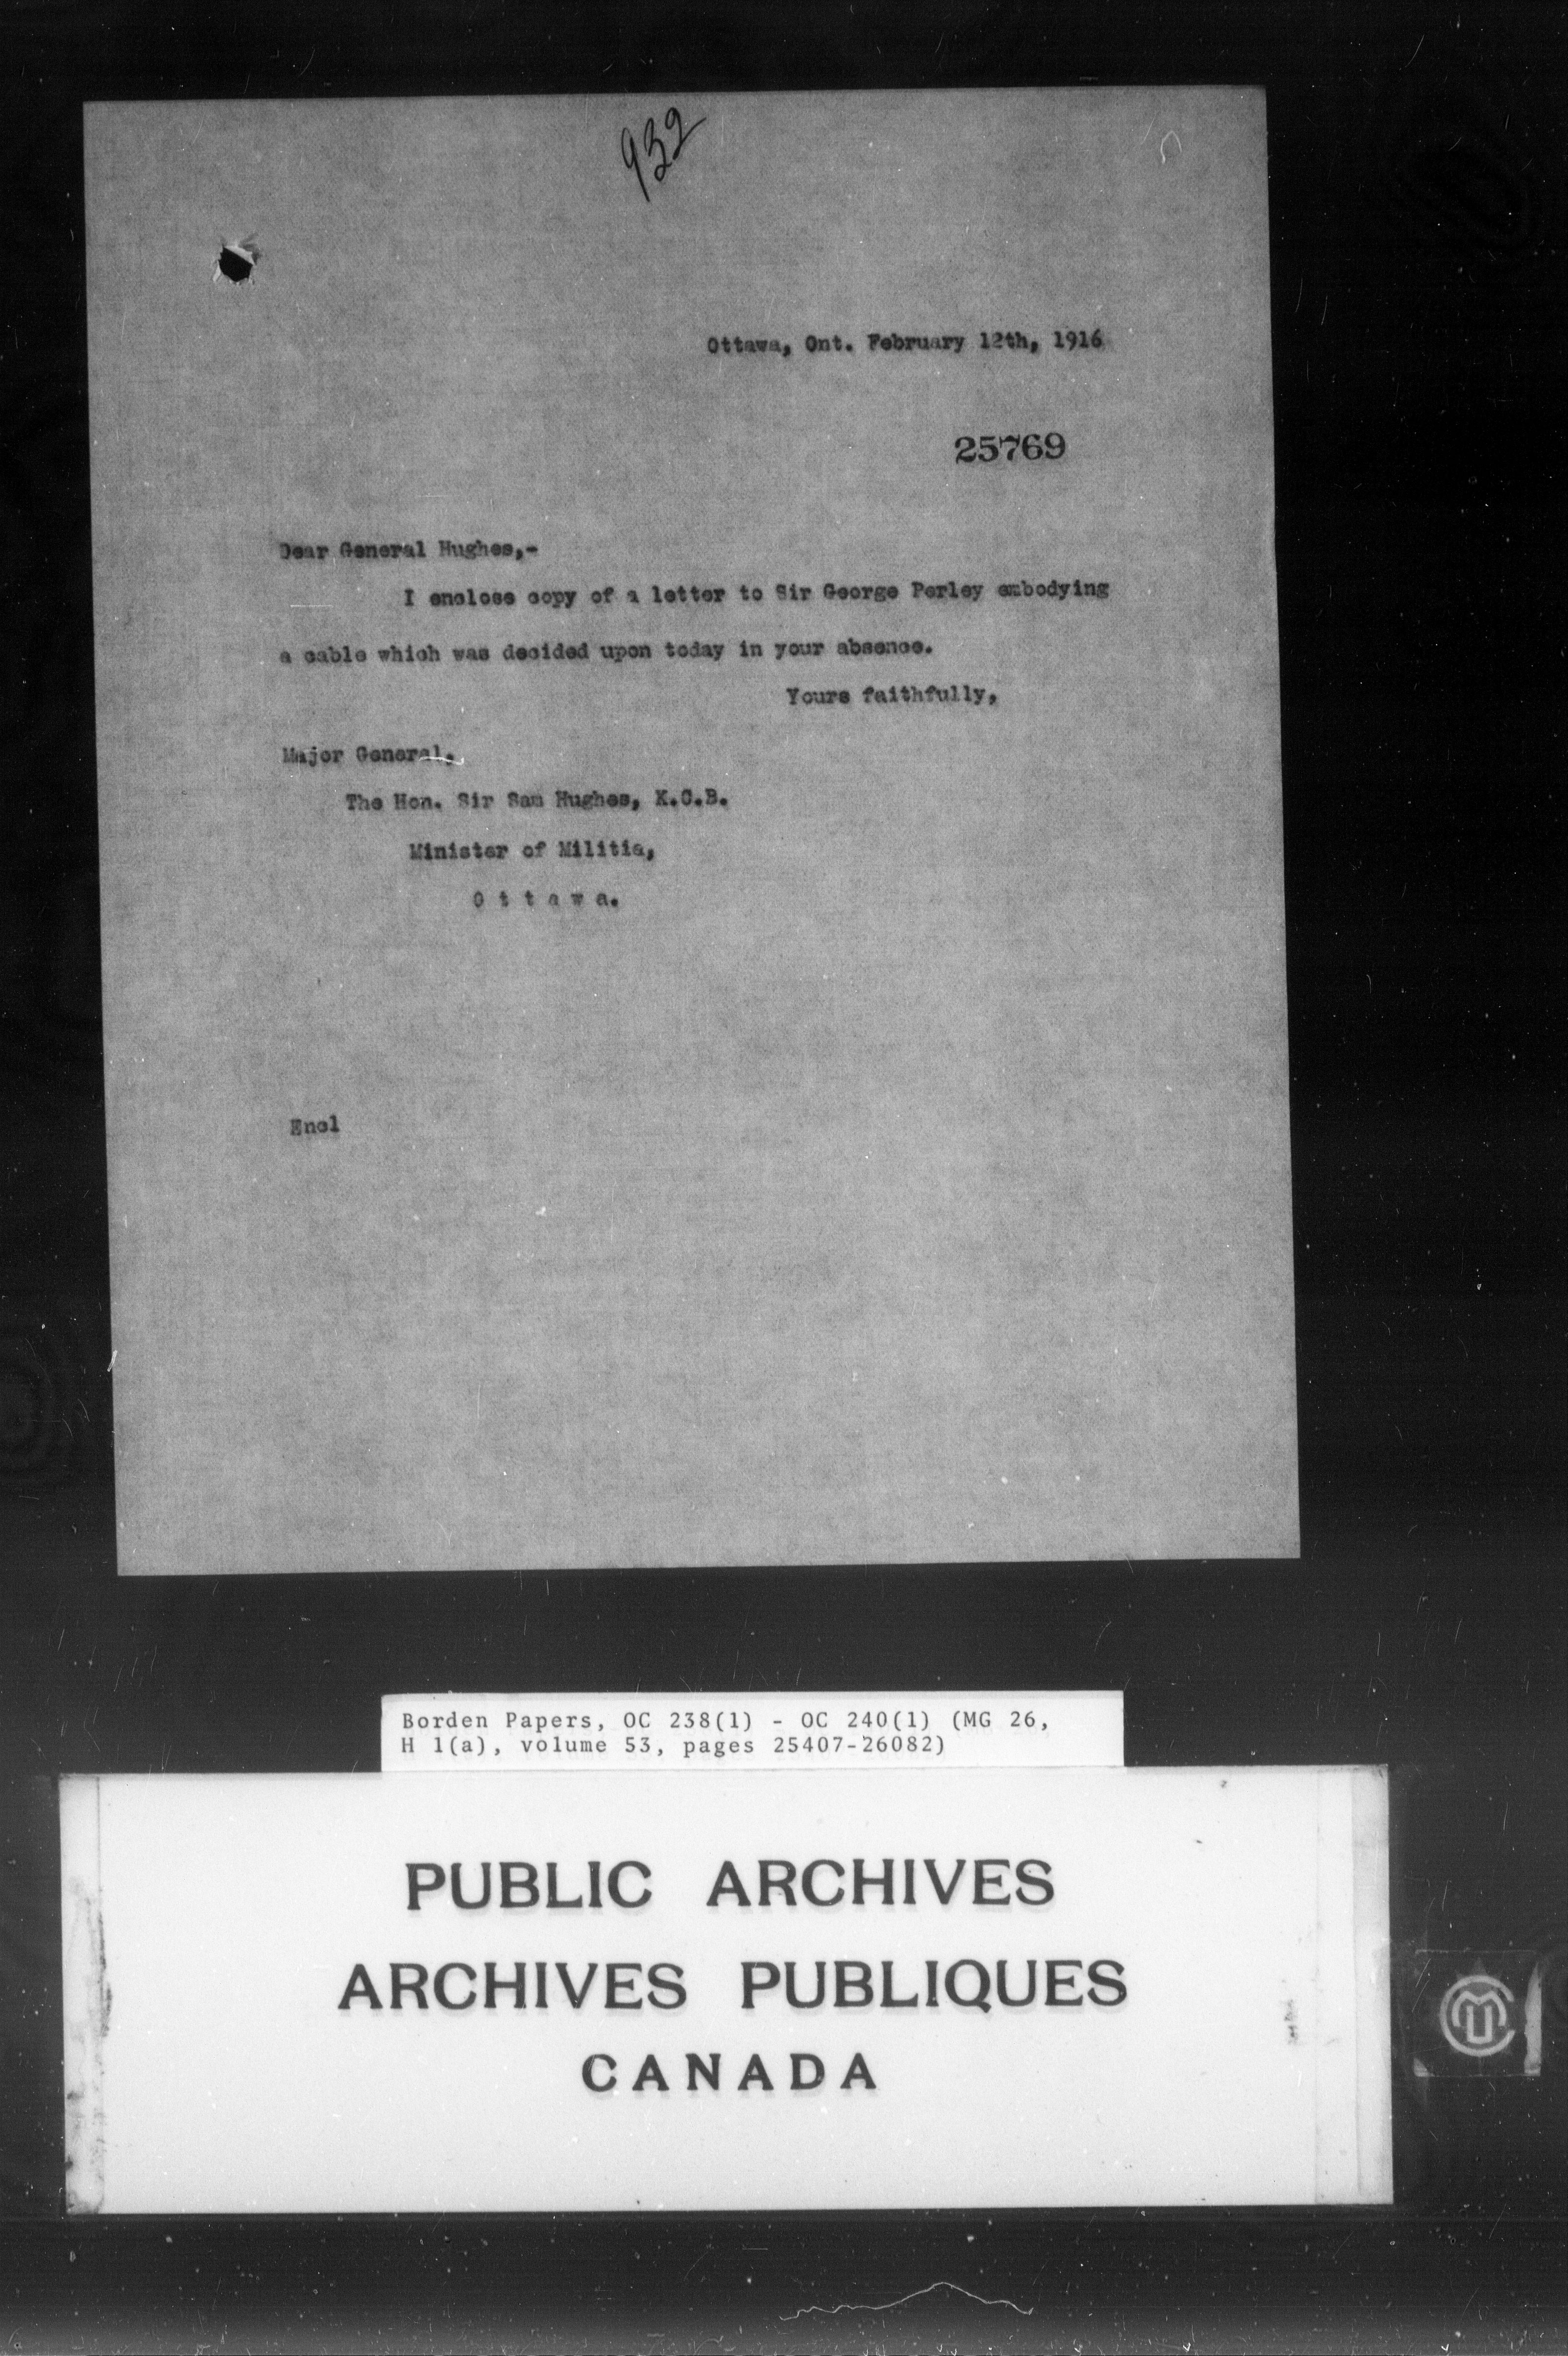 932
Ottawa, Ont. February 12th, 1916
25769
Dear General Hughes,-
I enclose copy of a letter to Sir George Perley embodying
a cable which was decided upon today in your absence.
Yours faithfully,
Major General,
The Hon. Sir Sam Hughes, K.C.B.
Minister of Militia,
O t t a w a.
Encl
Borden Papers, OC 238(1) - OC 240(1) (MG 26,
H 1(a), volume 53, pages 25407-26082)
PUBLIC ARCHIVES
ARCHIVES PUBLIQUES
CANADA